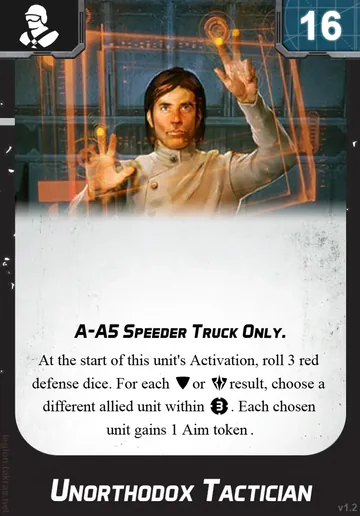 16
A-A5 Speeder Truck Only.
At the start of this unit's Activation, roll 3 red
defense dice. For each or result, choose a
different allied unit within 3. Each chosen
unit gains 1 Aim token.
Unorthodox Tactician
v1.2